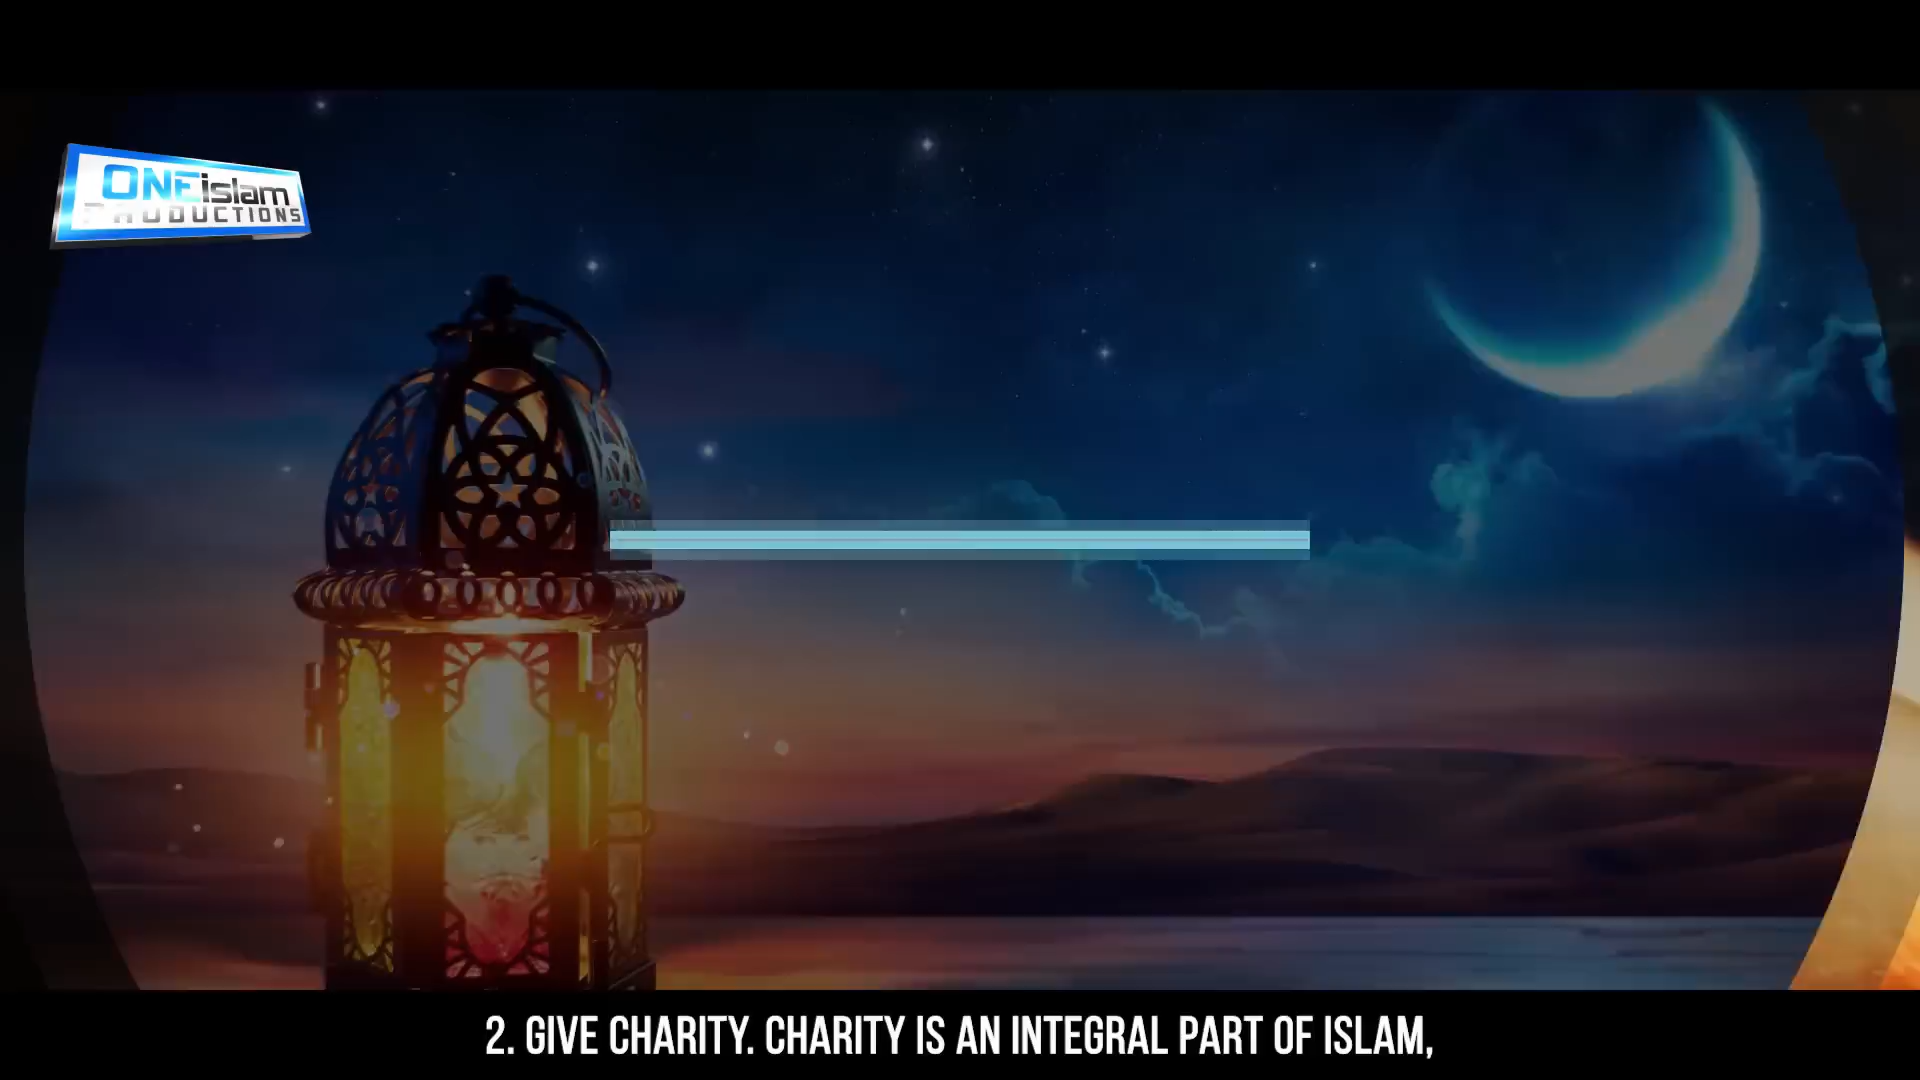 ONEislam
PRODUCTIONS
2. GIVE CHARITY. CHARITY IS AN INTEGRAL PART OF ISLAM,